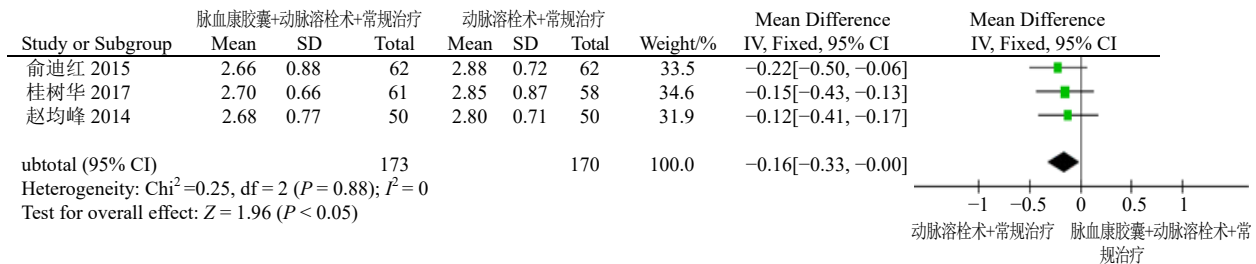 脉血康胶囊+动脉溶栓术+常规治疗 动脉溶栓术+常规治疗 Mean Difference Mean Difference
Study or Subgroup Mean SD Total Mean SD Total Weight/% IV, Fixed, 95% CI IV, Fixed, 95% CI
俞迪红 2015 2.66 0.88 62 2.88 0.72 62 33.5 −0.22[−0.50, −0.06]
桂树华 2017 2.70 0.66 61 2.85 0.87 58 34.6 −0.15[−0.43, −0.13]
赵均峰 2014 2.68 0.77 50 2.80 0.71 50 31.9 −0.12[−0.41, −0.17]
ubtotal (95% CI) 173 170 100.0 −0.16[−0.33, −0.00]
Heterogeneity: Chi² =0.25, df = 2 (P = 0.88); I² = 0
Test for overall effect: Z = 1.96 (P < 0.05)
−1 −0.5 0 0.5 1
动脉溶栓术+常规治疗 脉血康胶囊+动脉溶栓术+常
规治疗